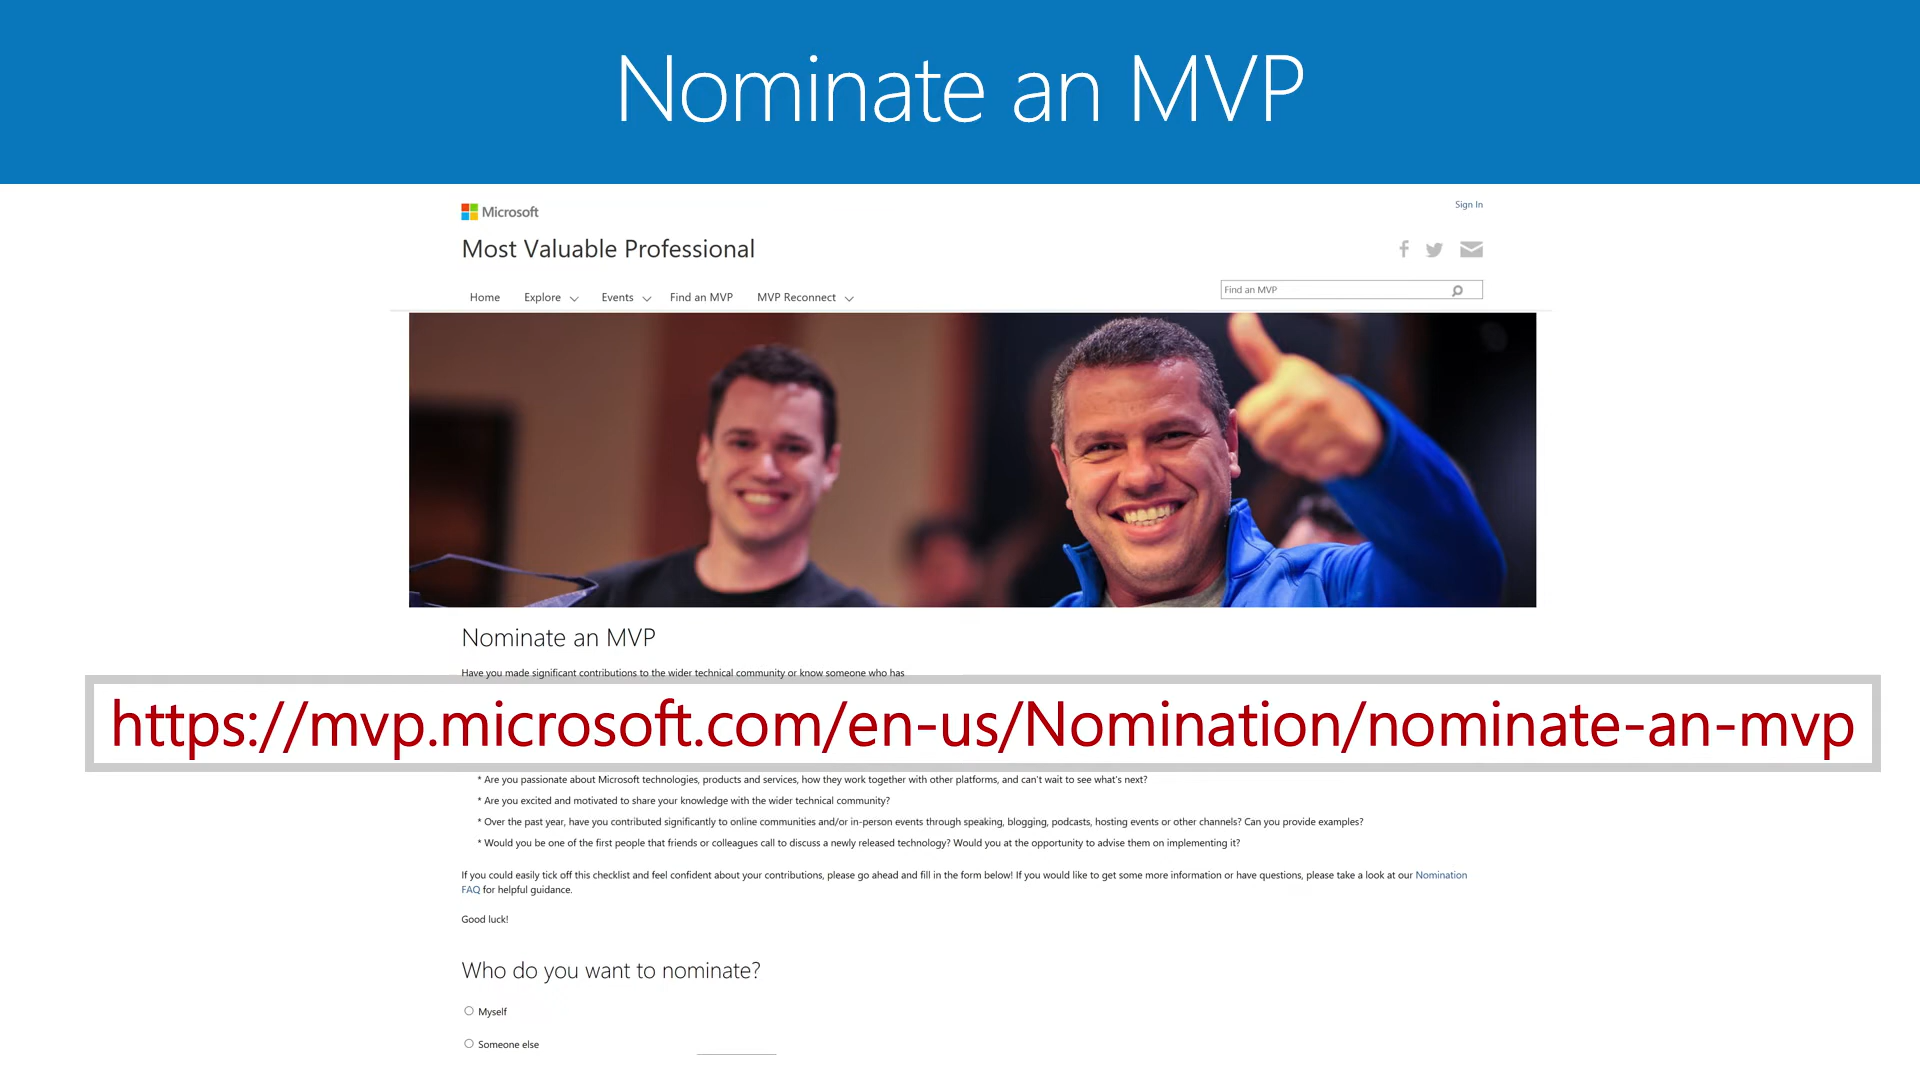 Nominate an MVP
Microsoft
Sign In
Most Valuable Professional
Home Explore Events Find an MVP MVP Reconnect
Find an MVP
Nominate an MVP
Have you made significant contributions to the wider technical community or know someone who has
https://mvp.microsoft.com/en-us/Nomination/nominate-an-mvp
* Are you passionate about Microsoft technologies, products and services, how they work together with other platforms, and can't wait to see what's next?
* Are you excited and motivated to share your knowledge with the wider technical community?
* Over the past year, have you contributed significantly to online communities and/or in-person events through speaking, blogging, podcasts, hosting events or other channels? Can you provide examples?
* Would you be one of the first people that friends or colleagues call to discuss a newly released technology? Would you at the opportunity to advise them on implementing it?
If you could easily tick off this checklist and feel confident about your contributions, please go ahead and fill in the form below! If you would like to get some more information or have questions, please take a look at our Nomination
FAQ for helpful guidance.
Good luck!
Who do you want to nominate?
Myself
Someone else